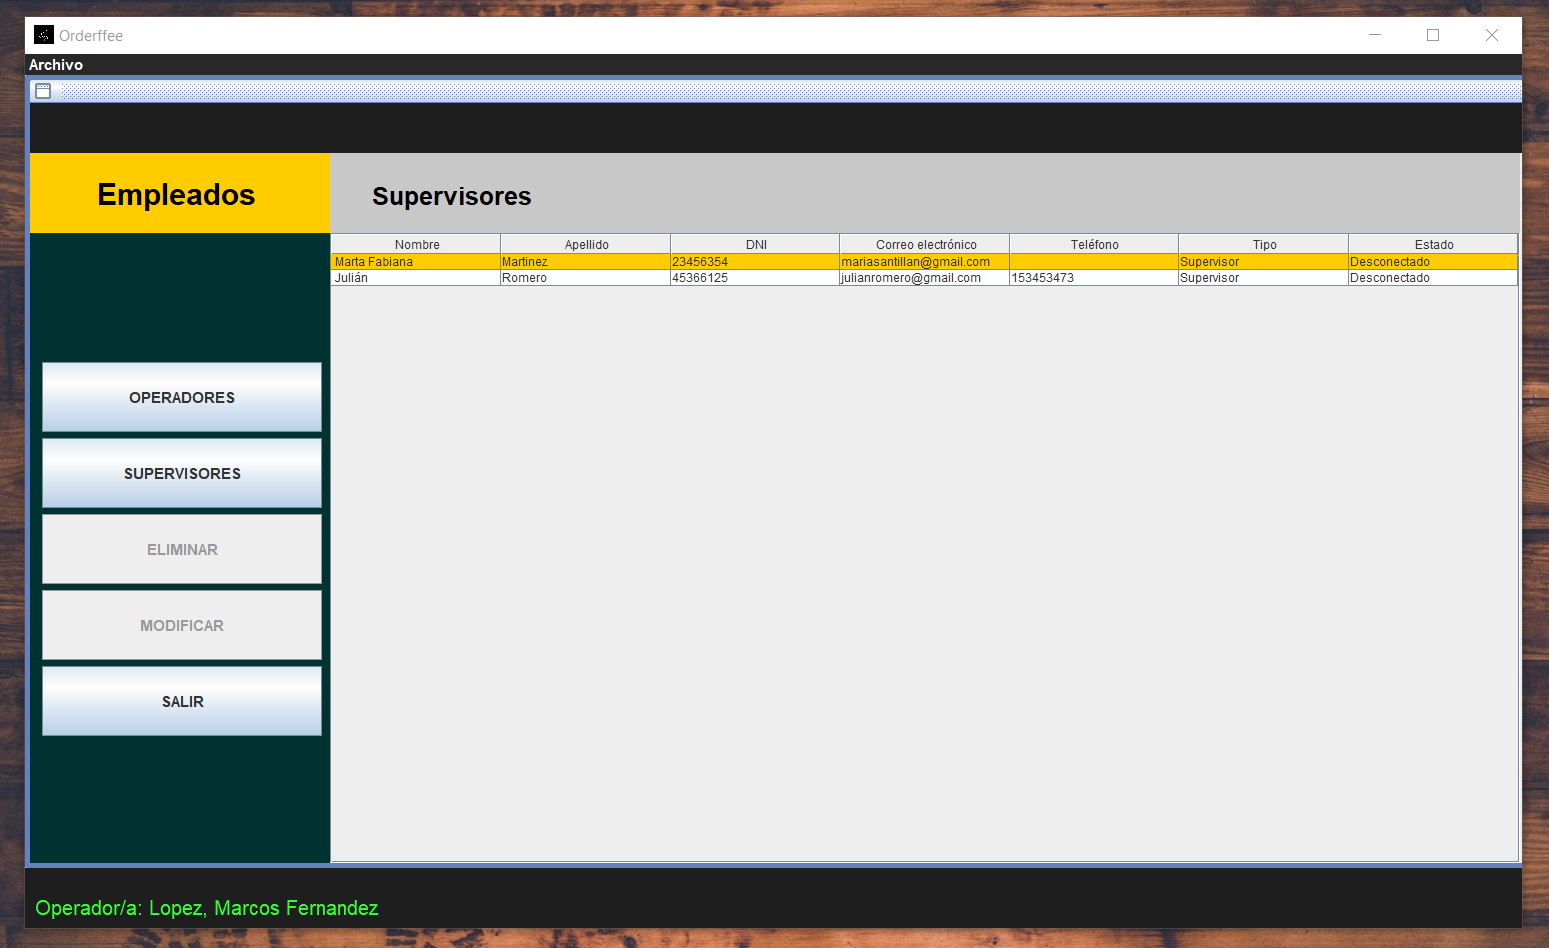 Orderffee
Archivo
Empleados
Supervisores
Nombre Apellido DNI Correo electrónico Teléfono Tipo Estado
Marta Fabiana Martinez 23456354 mariasantillan@gmail.com Supervisor Desconectado
Julián Romero 45366125 julianromero@gmail.com 153453473 Supervisor Desconectado
OPERADORES
SUPERVISORES
ELIMINAR
MODIFICAR
SALIR
Operador/a: Lopez, Marcos Fernandez